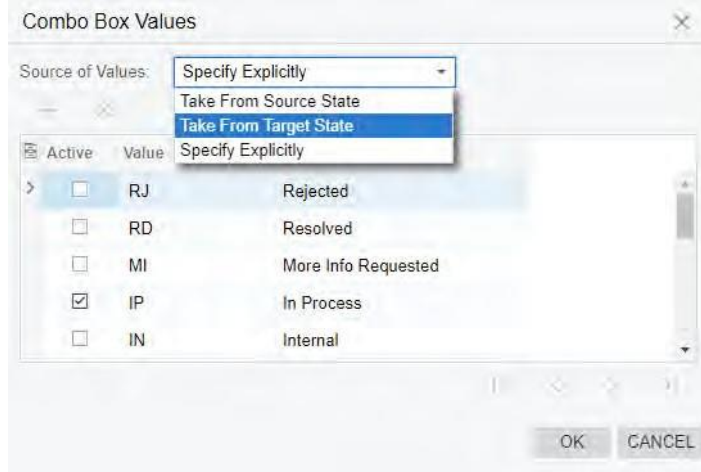 Combo Box Values
Source of Values: Specify Explicitly
Take From Source State
Take From Target State
Specify Explicitly
Active Value
RJ Rejected
RD Resolved
MI More Info Requested
IP In Process
IN Internal
OK CANCEL